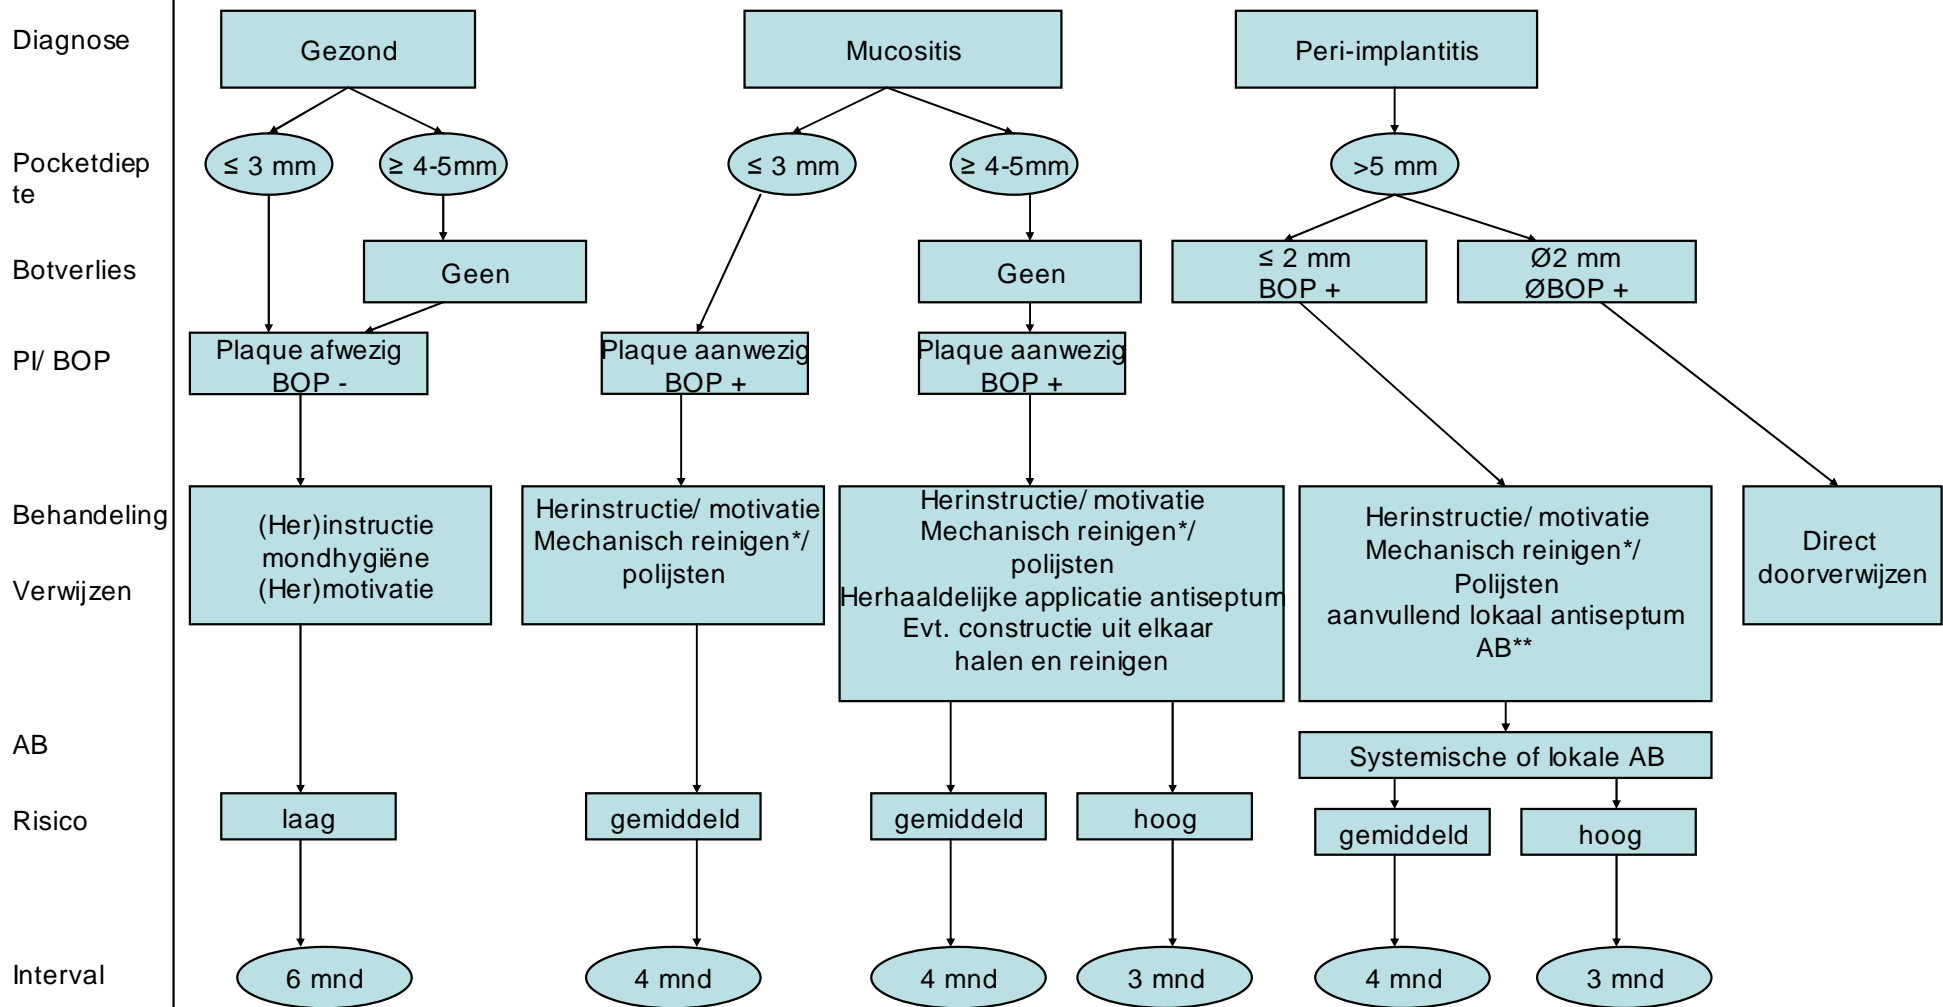 Diagnose
Gezond
Mucositis
Peri-implantitis
Pocketdiep
te
≤ 3 mm
≥ 4-5mm
≤ 3 mm
≥ 4-5mm
>5 mm
Botverlies
Geen
Geen
≤ 2 mm
BOP +
Ø2 mm
ØBOP +
PI/ BOP
Plaque afwezig
BOP -
Plaque aanwezig
BOP +
Plaque aanwezig
BOP +
Behandeling
Verwijzen
(Her)instructie
mondhygiëne
(Her)motivatie
Herinstructie/ motivatie
Mechanisch reinigen*/
polijsten
Herinstructie/ motivatie
Mechanisch reinigen*/
polijsten
Herhaaldelijke applicatie antiseptum
Evt. constructie uit elkaar
halen en reinigen
Herinstructie/ motivatie
Mechanisch reinigen*/
Polijsten
aanvullend lokaal antiseptum
AB**
Direct
doorverwijzen
AB
Systemische of lokale AB
Risico
laag
gemiddeld
gemiddeld
hoog
gemiddeld
hoog
Interval
6 mnd
4 mnd
4 mnd
3 mnd
4 mnd
3 mnd